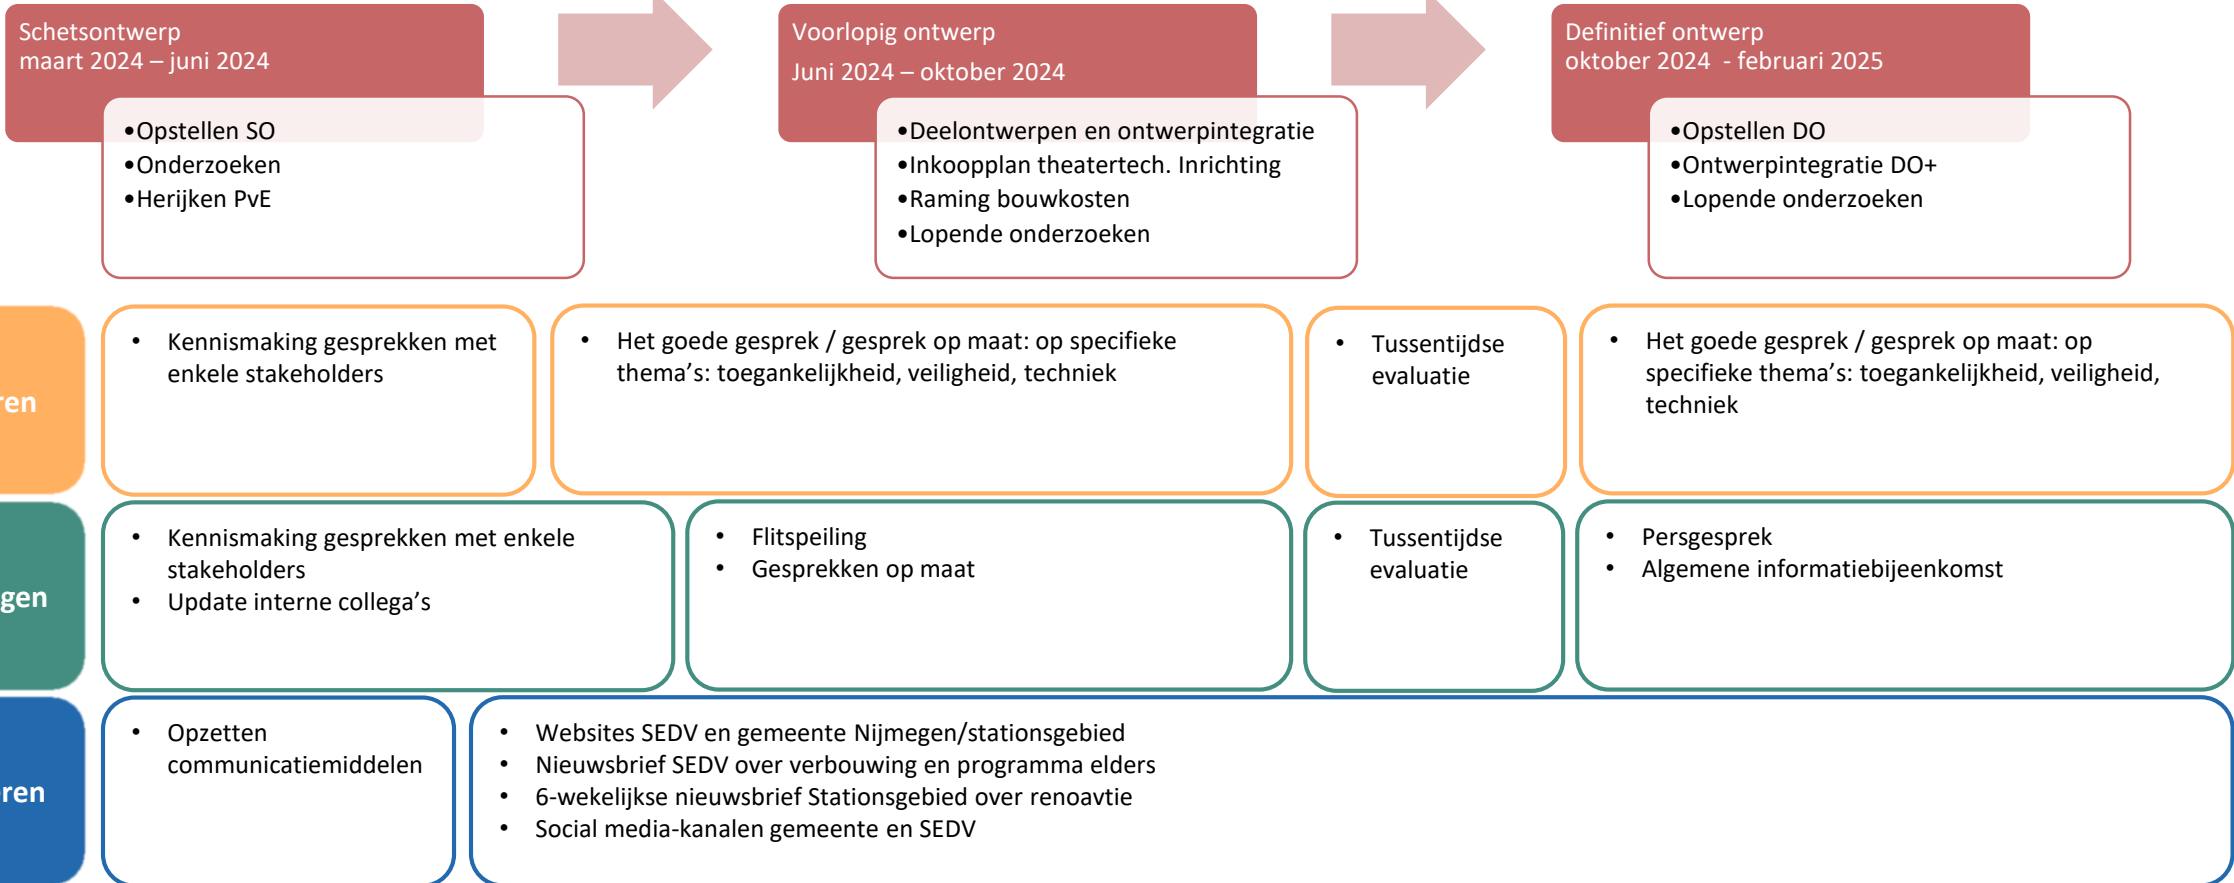 Schetsontwerp
maart 2024 – juni 2024
•Opstellen SO
•Onderzoeken
•Herijken PvE
Voorlopig ontwerp
Juni 2024 – oktober 2024
•Deelontwerpen en ontwerpintegratie
•Inkoopplan theatertech. Inrichting
•Raming bouwkosten
•Lopende onderzoeken
Definitief ontwerp
oktober 2024 - februari 2025
•Opstellen DO
•Ontwerpintegratie DO+
•Lopende onderzoeken
• Kennismaking gesprekken met
enkele stakeholders
• Het goede gesprek / gesprek op maat: op specifieke
thema’s: toegankelijkheid, veiligheid, techniek
• Tussentijdse
evaluatie
• Het goede gesprek / gesprek op maat: op
specifieke thema’s: toegankelijkheid, veiligheid,
techniek
• Kennismaking gesprekken met enkele
stakeholders
• Update interne collega’s
gen
• Flitspeiling
• Gesprekken op maat
• Tussentijdse
evaluatie
• Persgesprek
• Algemene informatiebijeenkomst
• Opzetten
communicatiemiddelen
• Websites SEDV en gemeente Nijmegen/stationsgebied
• Nieuwsbrief SEDV over verbouwing en programma elders
• 6-wekelijkse nieuwsbrief Stationsgebied over renoavtie
• Social media-kanalen gemeente en SEDV